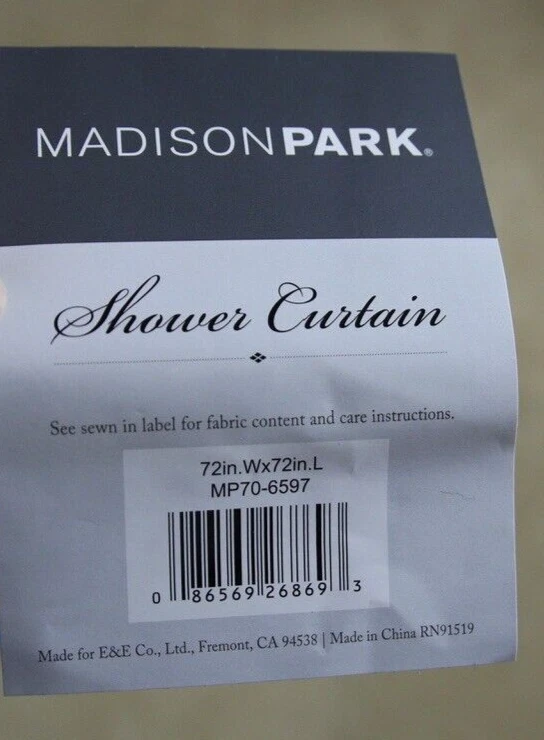 MADISONPARK®
Shower Curtain
See sewn in label for fabric content and care instructions.
72in.Wx72in.L
MP70-6597
0 86569 26869 3
Made for E&E Co., Ltd., Fremont, CA 94538 | Made in China RN91519